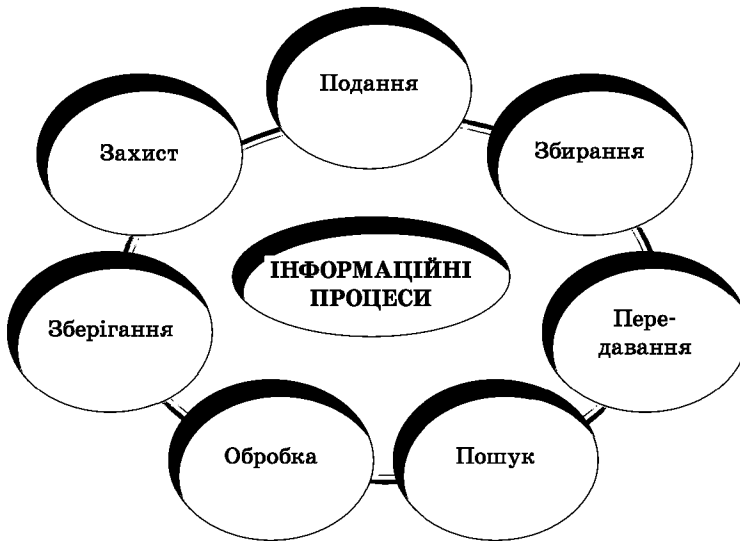 Подання
Захист
Збирання
ІНФОРМАЦІЙНІ
ПРОЦЕСИ
Зберігання
Пере-
давання
Обробка
Пошук